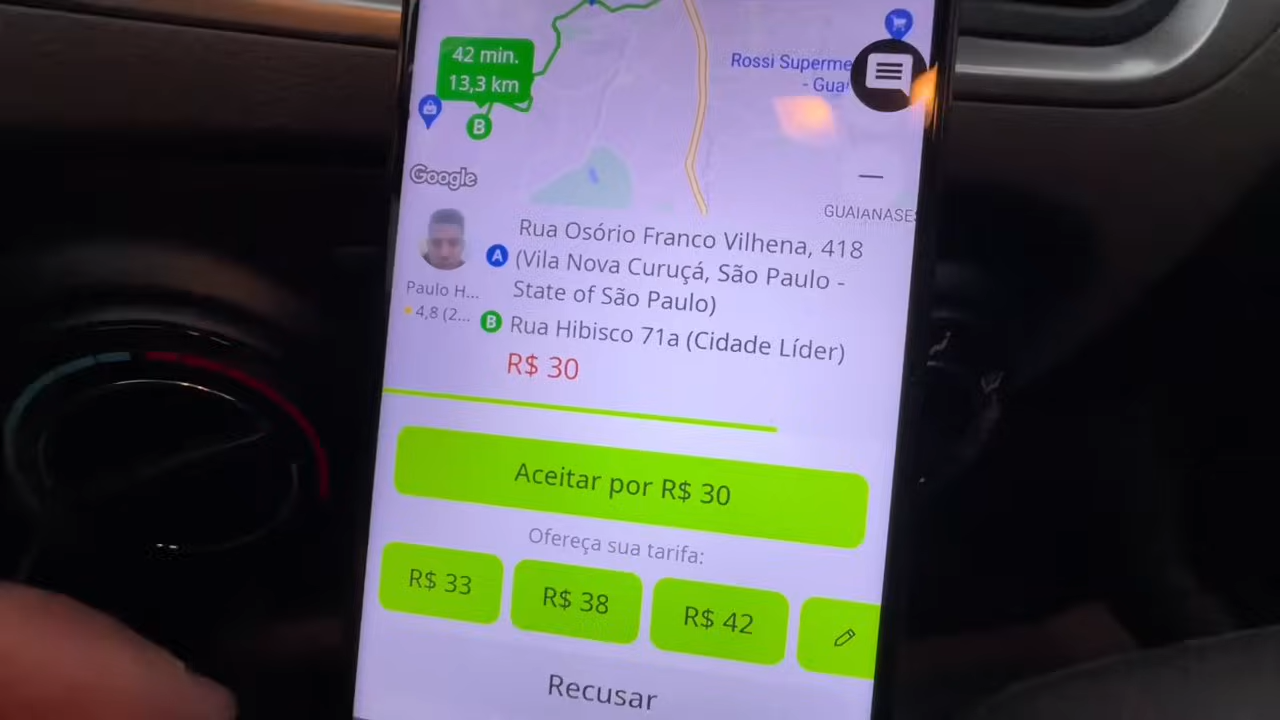 42 min.
13,3 km
B
Rossi Superme
- Gua
Google
GUAIANASES
Rua Osório Franco Vilhena, 418
A
(Vila Nova Curuçá, São Paulo -
State of São Paulo)
Paulo H...
4,8 (2...
B
Rua Hibisco 71a (Cidade Líder)
R$ 30
Aceitar por R$ 30
Ofereça sua tarifa:
R$ 33
R$ 38
R$ 42
Recusar